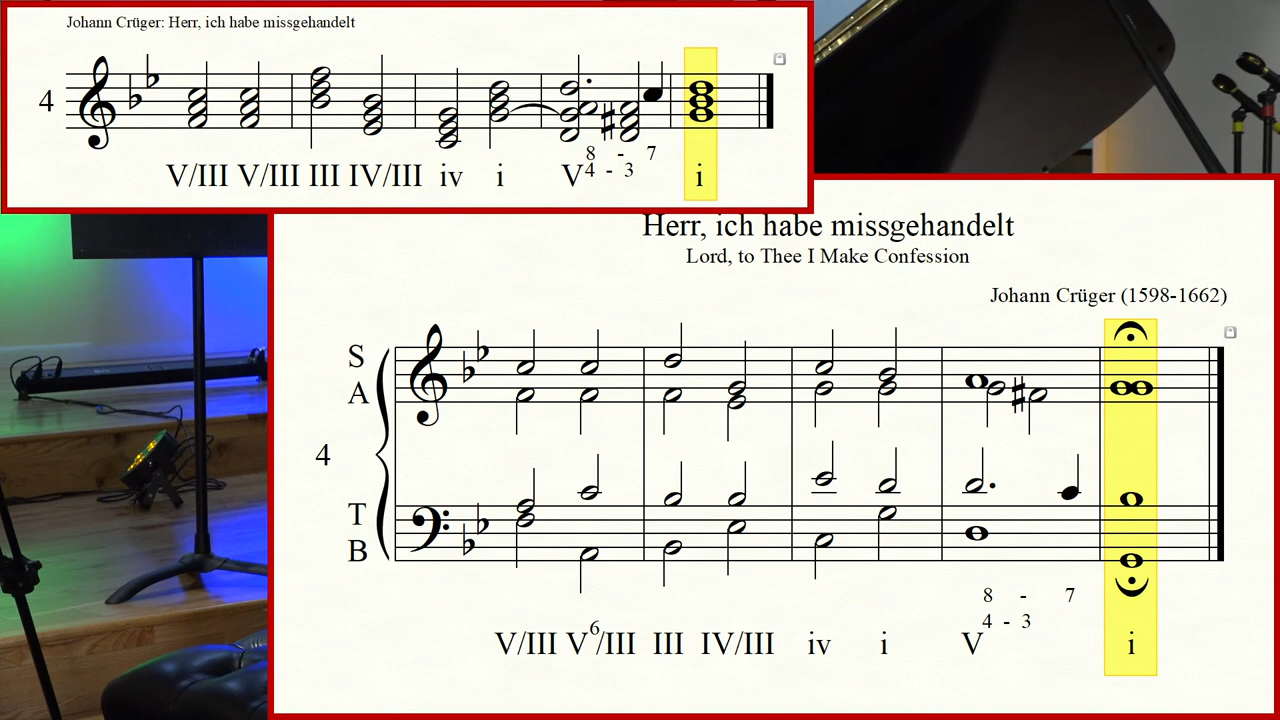 Johann Crüger: Herr, ich habe missgehandelt
4
8 - 7
V/III V/III III IV/III iv i V4 - 3 i
Herr, ich habe missgehandelt
Lord, to Thee I Make Confession
Johann Crüger (1598-1662)
S
A
4
T
B
8 - 7
4 - 3
V/III V6/III III IV/III iv i V i